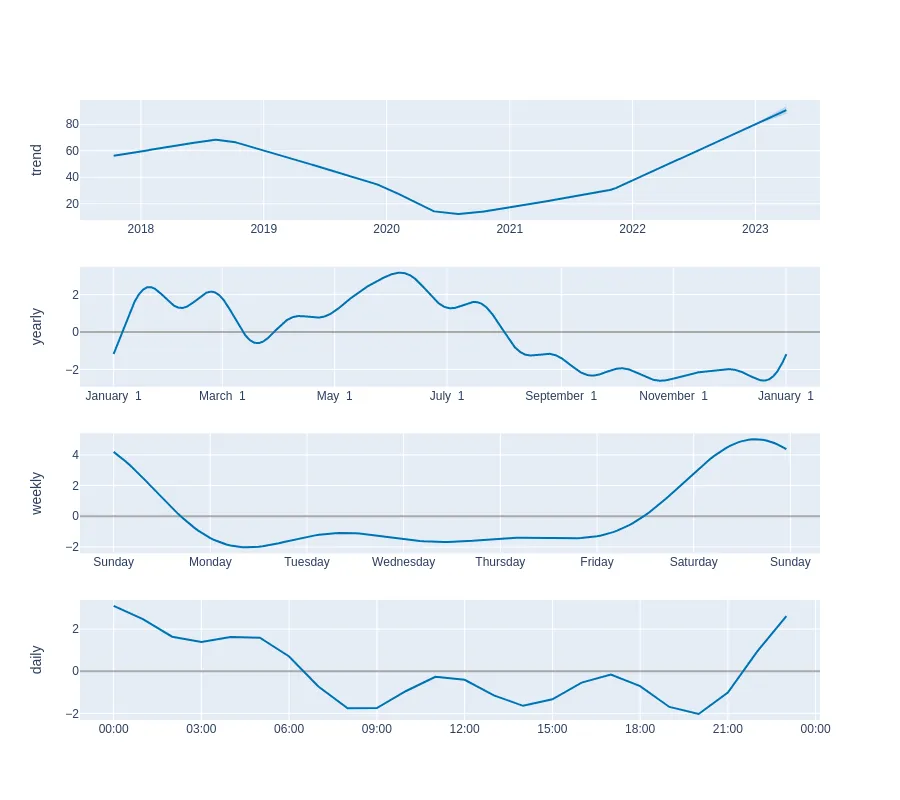 trend
80
60
40
20
2018 2019 2020 2021 2022 2023
yearly
2
0
−2
January 1 March 1 May 1 July 1 September 1 November 1 January 1
weekly
4
2
0
−2
Sunday Monday Tuesday Wednesday Thursday Friday Saturday Sunday
daily
2
0
−2
00:00 03:00 06:00 09:00 12:00 15:00 18:00 21:00 00:00